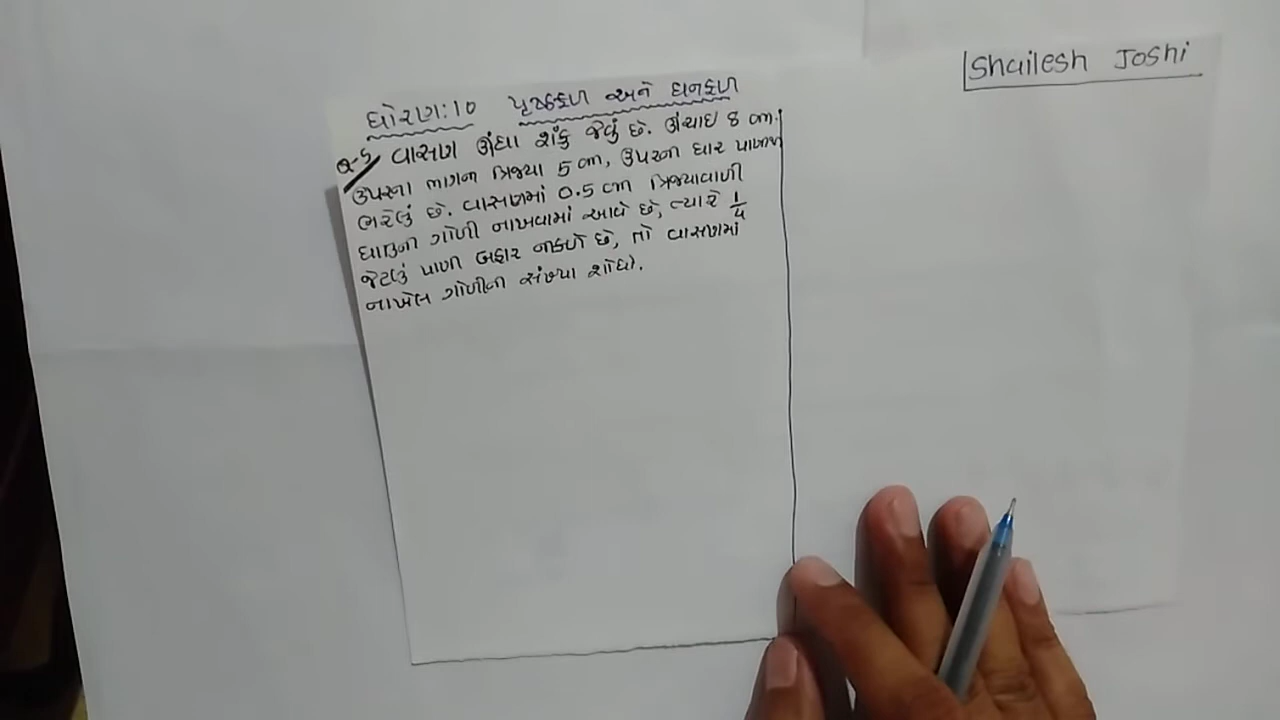 Shailesh Joshi
ધોરણ:10 પૃષ્ઠફળ અને ઘનફળ
વાસણ ઊંધા શંકુ જેવું છે. ઊંચાઇ 8 cm.
ઉપરના ભાગની ત્રિજ્યા 5 cm, ઉપરની ધાર પાણીથી
ભરેલું છે. વાસણમાં 0.5 cm ત્રિજ્યાવાળી
ધાતુની ગોળી નાખવામાં આવે છે, ત્યારે 1/4
જેટલું પાણી બહાર નીકળે છે, તો વાસણમાં
નાખેલ ગોળીની સંખ્યા શોધો.